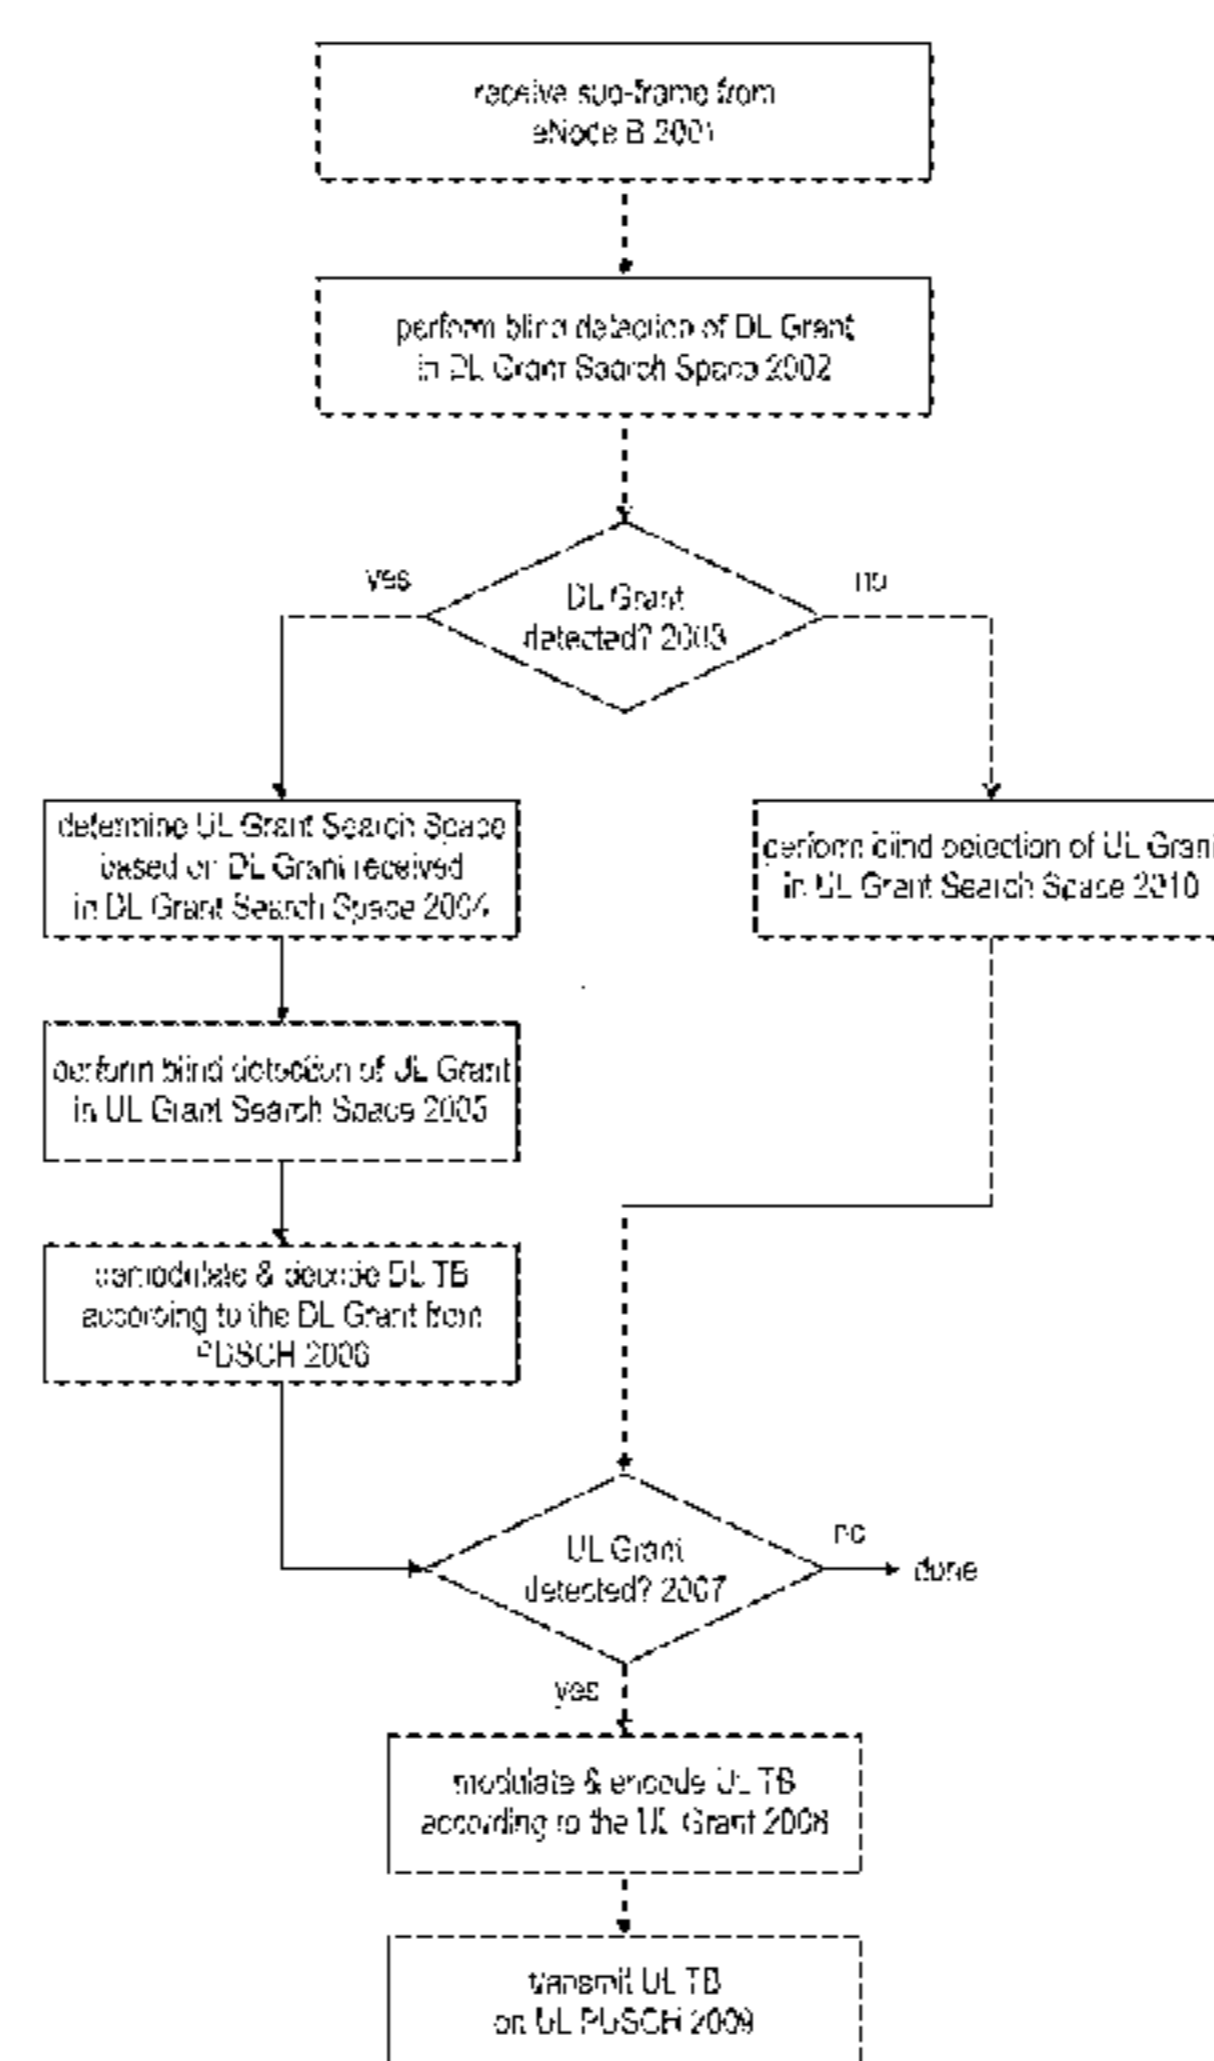 receive sub-frame from
eNode B 2001
perform blind detection of DL Grant
in DL Grant Search Space 2002
yes
no
DL Grant
detected? 2003
determine UL Grant Search Space
based on DL Grant received
in DL Grant Search Space 2004
perform blind detection of UL Grant
in UL Grant Search Space 2010
perform blind detection of UL Grant
in UL Grant Search Space 2005
demodulate & decode DL TB
according to the DL Grant from
PDSCH 2006
UL Grant
detected? 2007
no
done
yes
modulate & encode UL TB
according to the UL Grant 2008
transmit UL TB
on UL PUSCH 2009